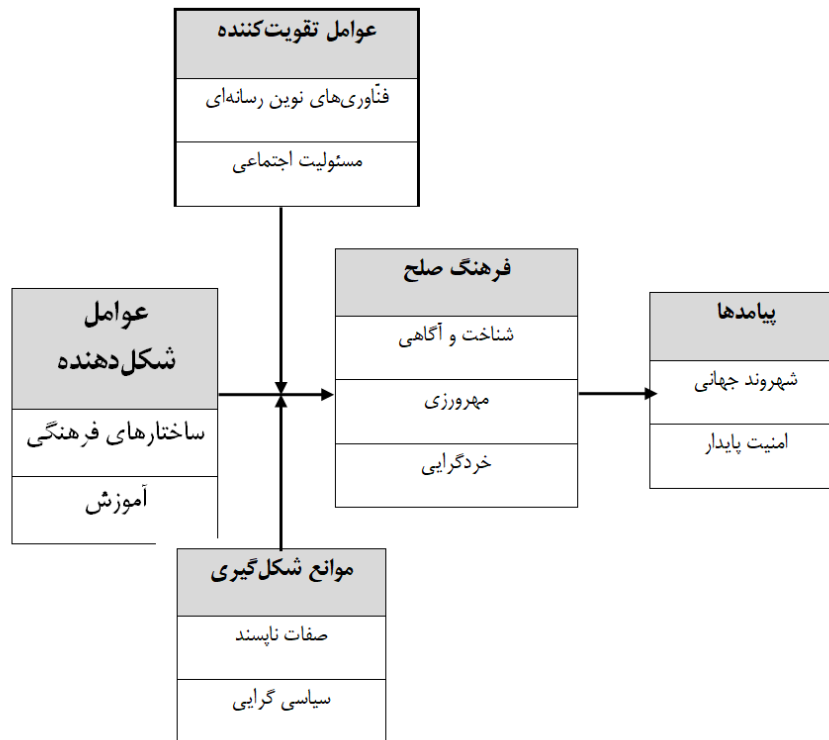 عوامل تقویت‌کننده
فنّاوری‌های نوین رسانه‌ای
مسئولیت اجتماعی
عوامل
شکل‌دهنده
ساختارهای فرهنگی
آموزش
فرهنگ صلح
شناخت و آگاهی
مهرورزی
خردگرایی
پیامدها
شهروند جهانی
امنیت پایدار
موانع شکل‌گیری
صفات ناپسند
سیاسی گرایی